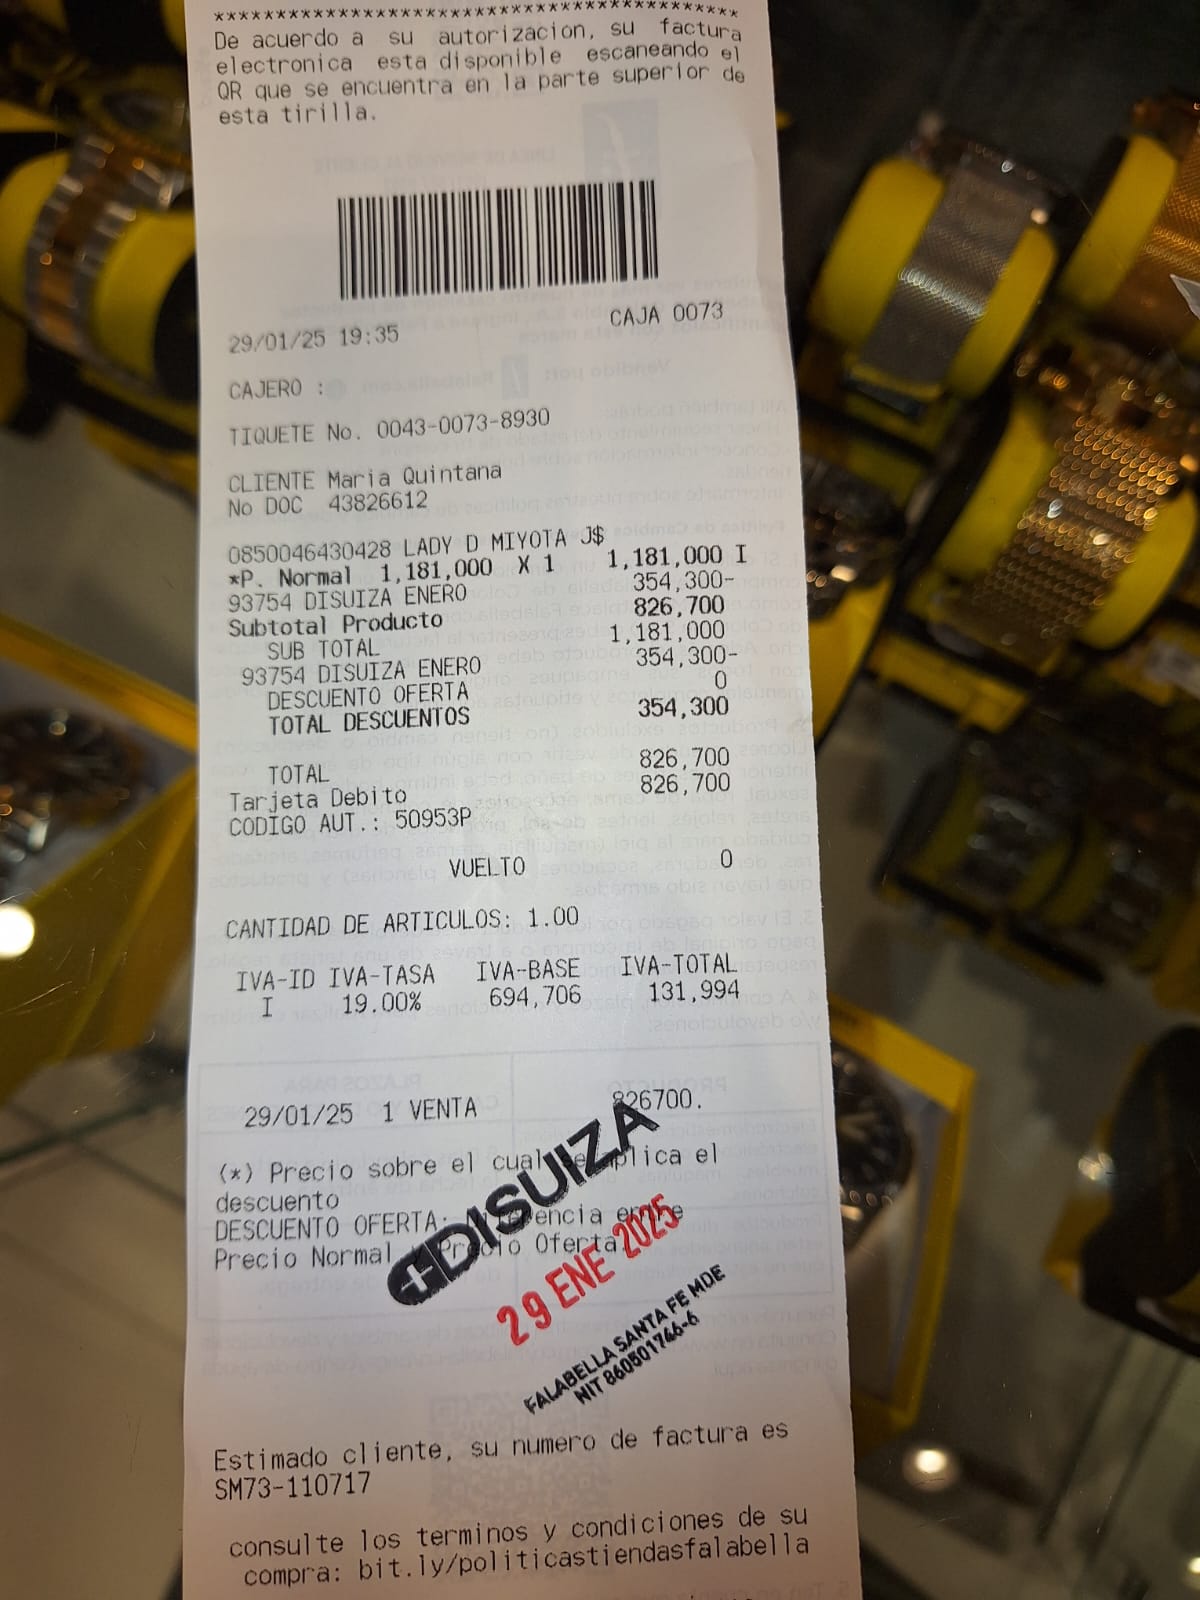 *******************************************
De acuerdo a su autorizacion, su factura
electronica esta disponible escaneando el
QR que se encuentra en la parte superior de
esta tirilla.
29/01/25 19:35 CAJA 0073
CAJERO :
TIQUETE No. 0043-0073-8930
CLIENTE Maria Quintana
No DOC 43826612
0850046430428 LADY D MIYOTA J$
*P. Normal 1,181,000 X 1 1,181,000 I
93754 DISUIZA ENERO 354,300-
Subtotal Producto 826,700
SUB TOTAL 1,181,000
93754 DISUIZA ENERO 354,300-
DESCUENTO OFERTA 0
TOTAL DESCUENTOS 354,300
TOTAL 826,700
Tarjeta Debito 826,700
CODIGO AUT.: 50953P
VUELTO 0
CANTIDAD DE ARTICULOS: 1.00
IVA-ID IVA-TASA IVA-BASE IVA-TOTAL
I 19.00% 694,706 131,994
29/01/25 1 VENTA 826700.
(*) Precio sobre el cual se aplica el
descuento
DESCUENTO OFERTA: Diferencia entre
Precio Normal y Precio Oferta.
+DISUIZA
29 ENE 2025
FALABELLA SANTA FE MDE
NIT 860501766-6
Estimado cliente, su numero de factura es
SM73-110717
consulte los terminos y condiciones de su
compra: bit.ly/politicastiendasfalabella